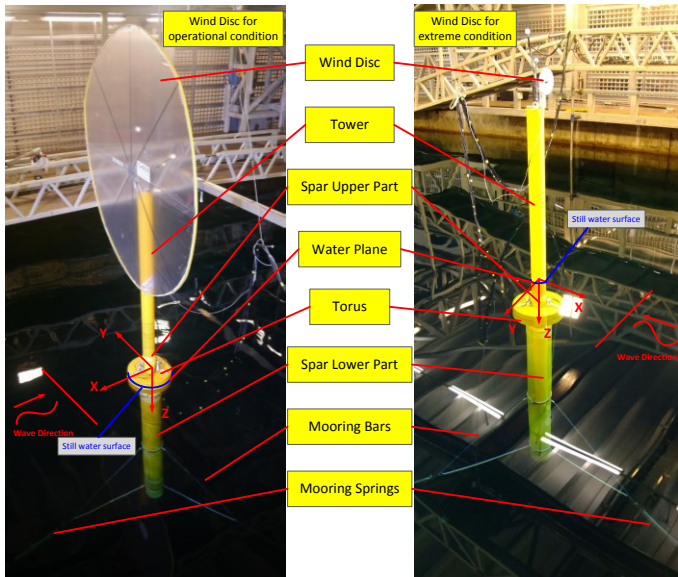 Wind Disc for
operational condition
Wind Disc for
extreme condition
Wind Disc
Tower
Spar Upper Part
Still water surface
Water Plane
Torus
Spar Lower Part
Mooring Bars
Mooring Springs
Y
X
Z
Wave Direction
Still water surface
X
Y
Z
Wave Direction